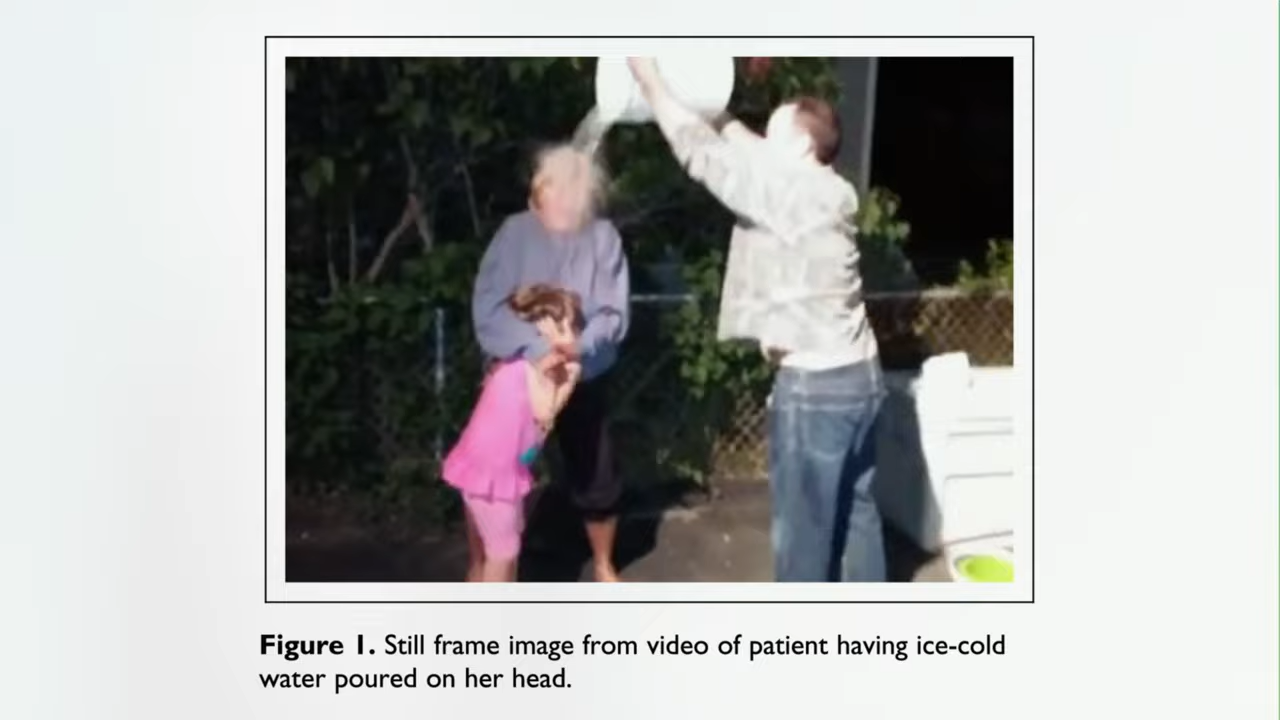 Figure 1. Still frame image from video of patient having ice-cold
water poured on her head.